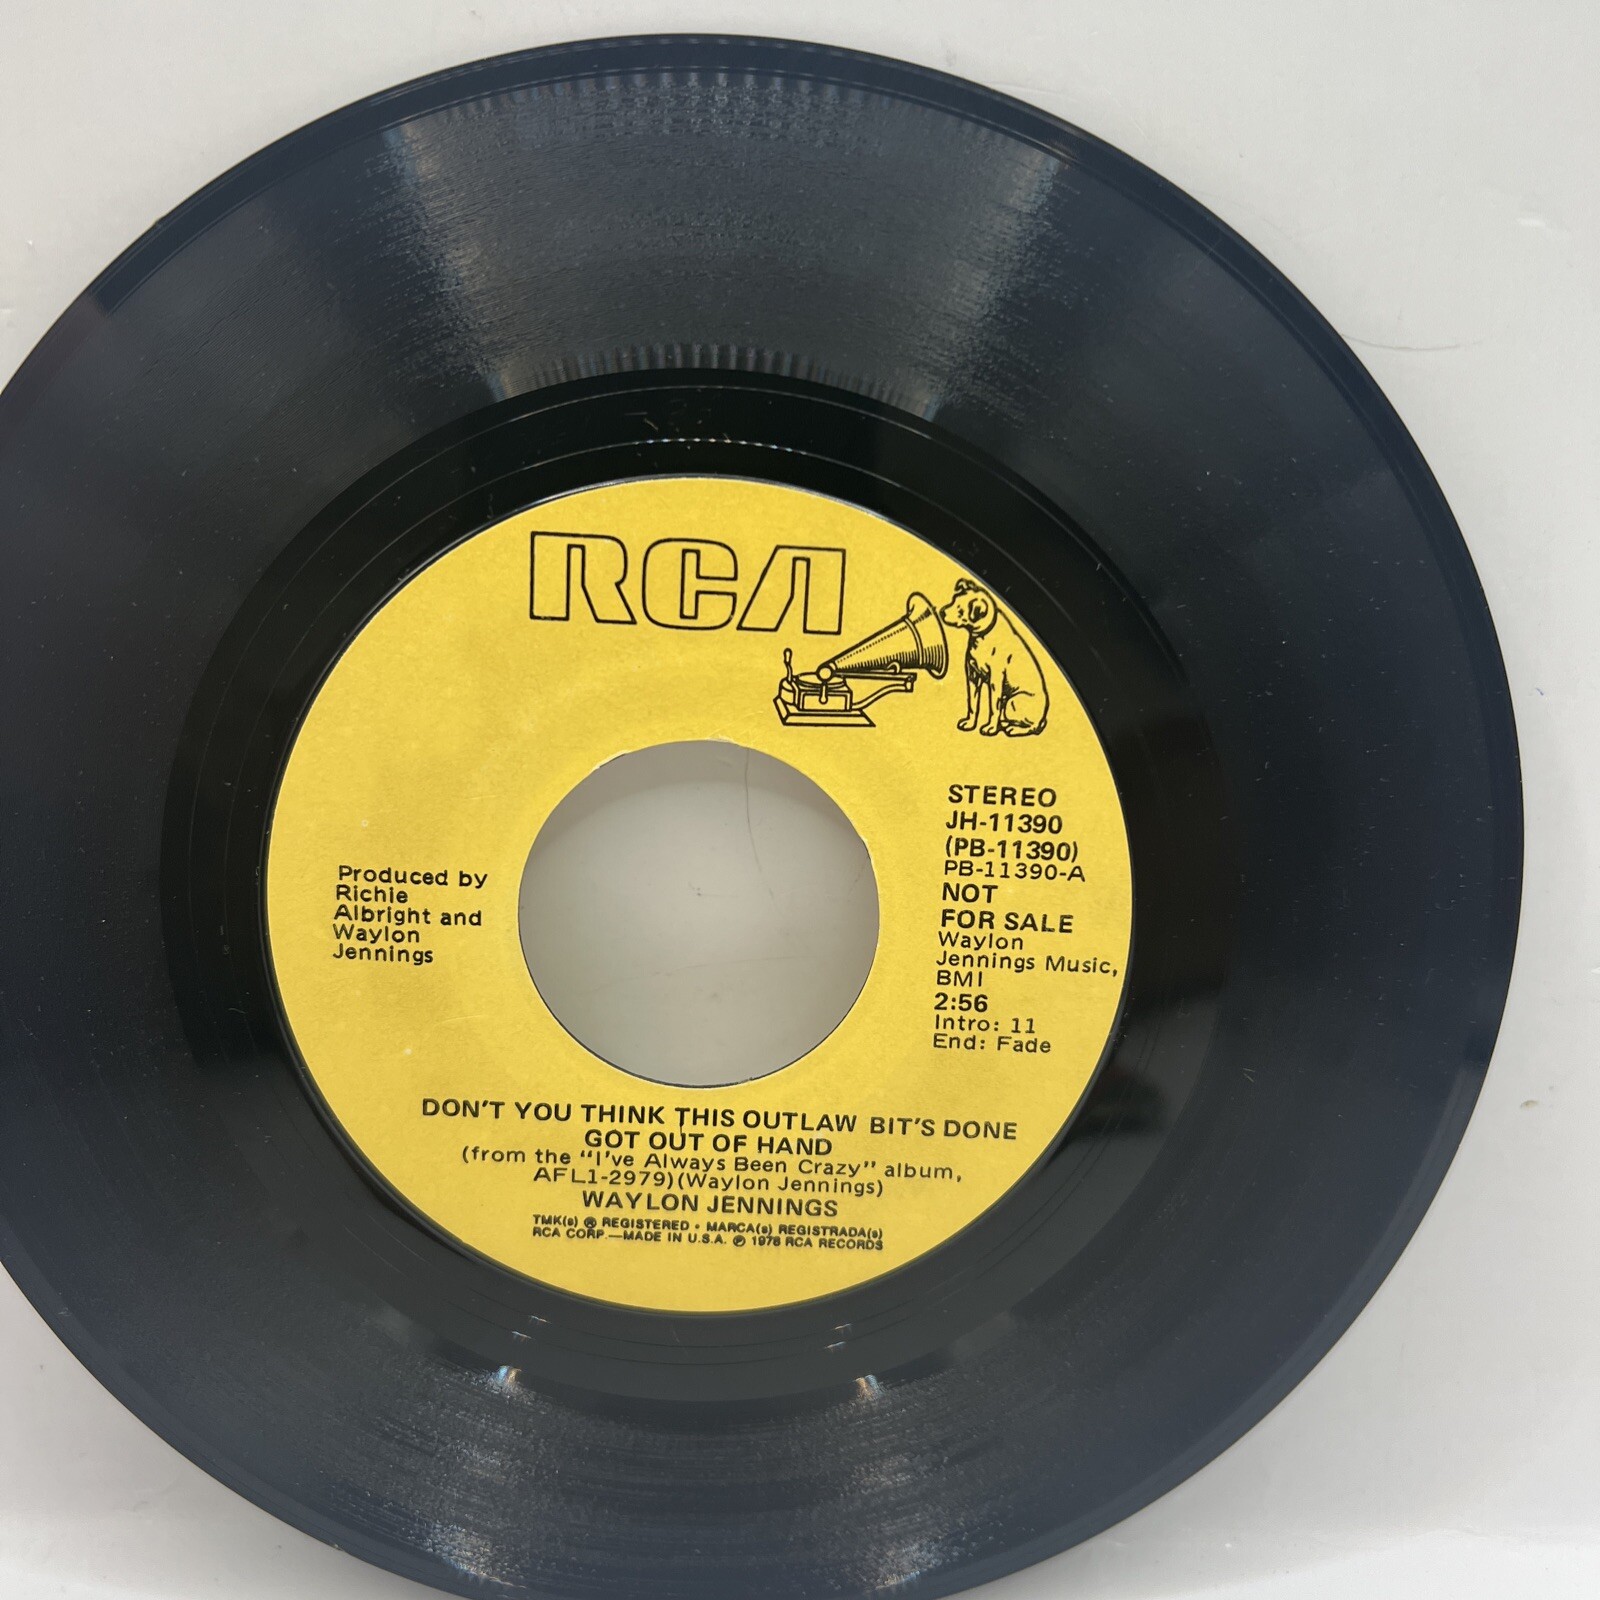 RCA
STEREO
JH-11390
(PB-11390)
PB-11390-A
NOT
FOR SALE
Waylon
Jennings Music,
BMI
2:56
Intro: 11
End: Fade
Produced by
Richie
Albright and
Waylon
Jennings
DON'T YOU THINK THIS OUTLAW BIT'S DONE
GOT OUT OF HAND
(from the "I've Always Been Crazy" album,
AFL1-2979)(Waylon Jennings)
WAYLON JENNINGS
TMK(s) ® REGISTERED • MARCA(s) REGISTRADA(s)
RCA CORP.—MADE IN U.S.A. ℗ 1978 RCA RECORDS